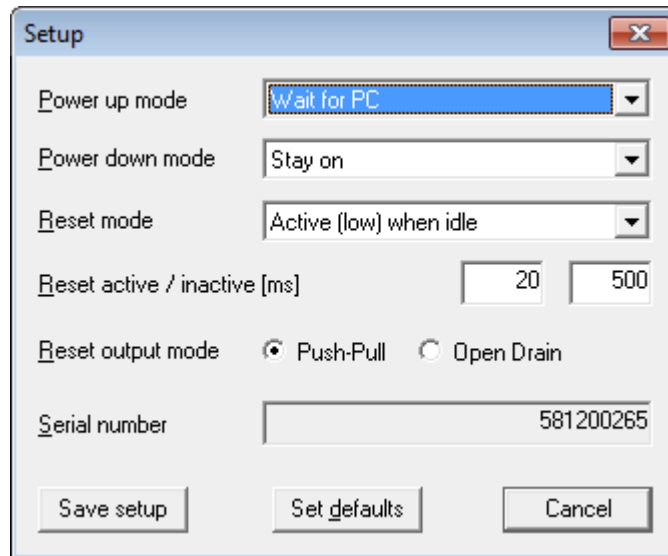 Setup
Power up mode Wait for PC
Power down mode Stay on
Reset mode Active (low) when idle
Reset active / inactive [ms] 20 500
Reset output mode Push-Pull Open Drain
Serial number 581200265
Save setup Set defaults Cancel